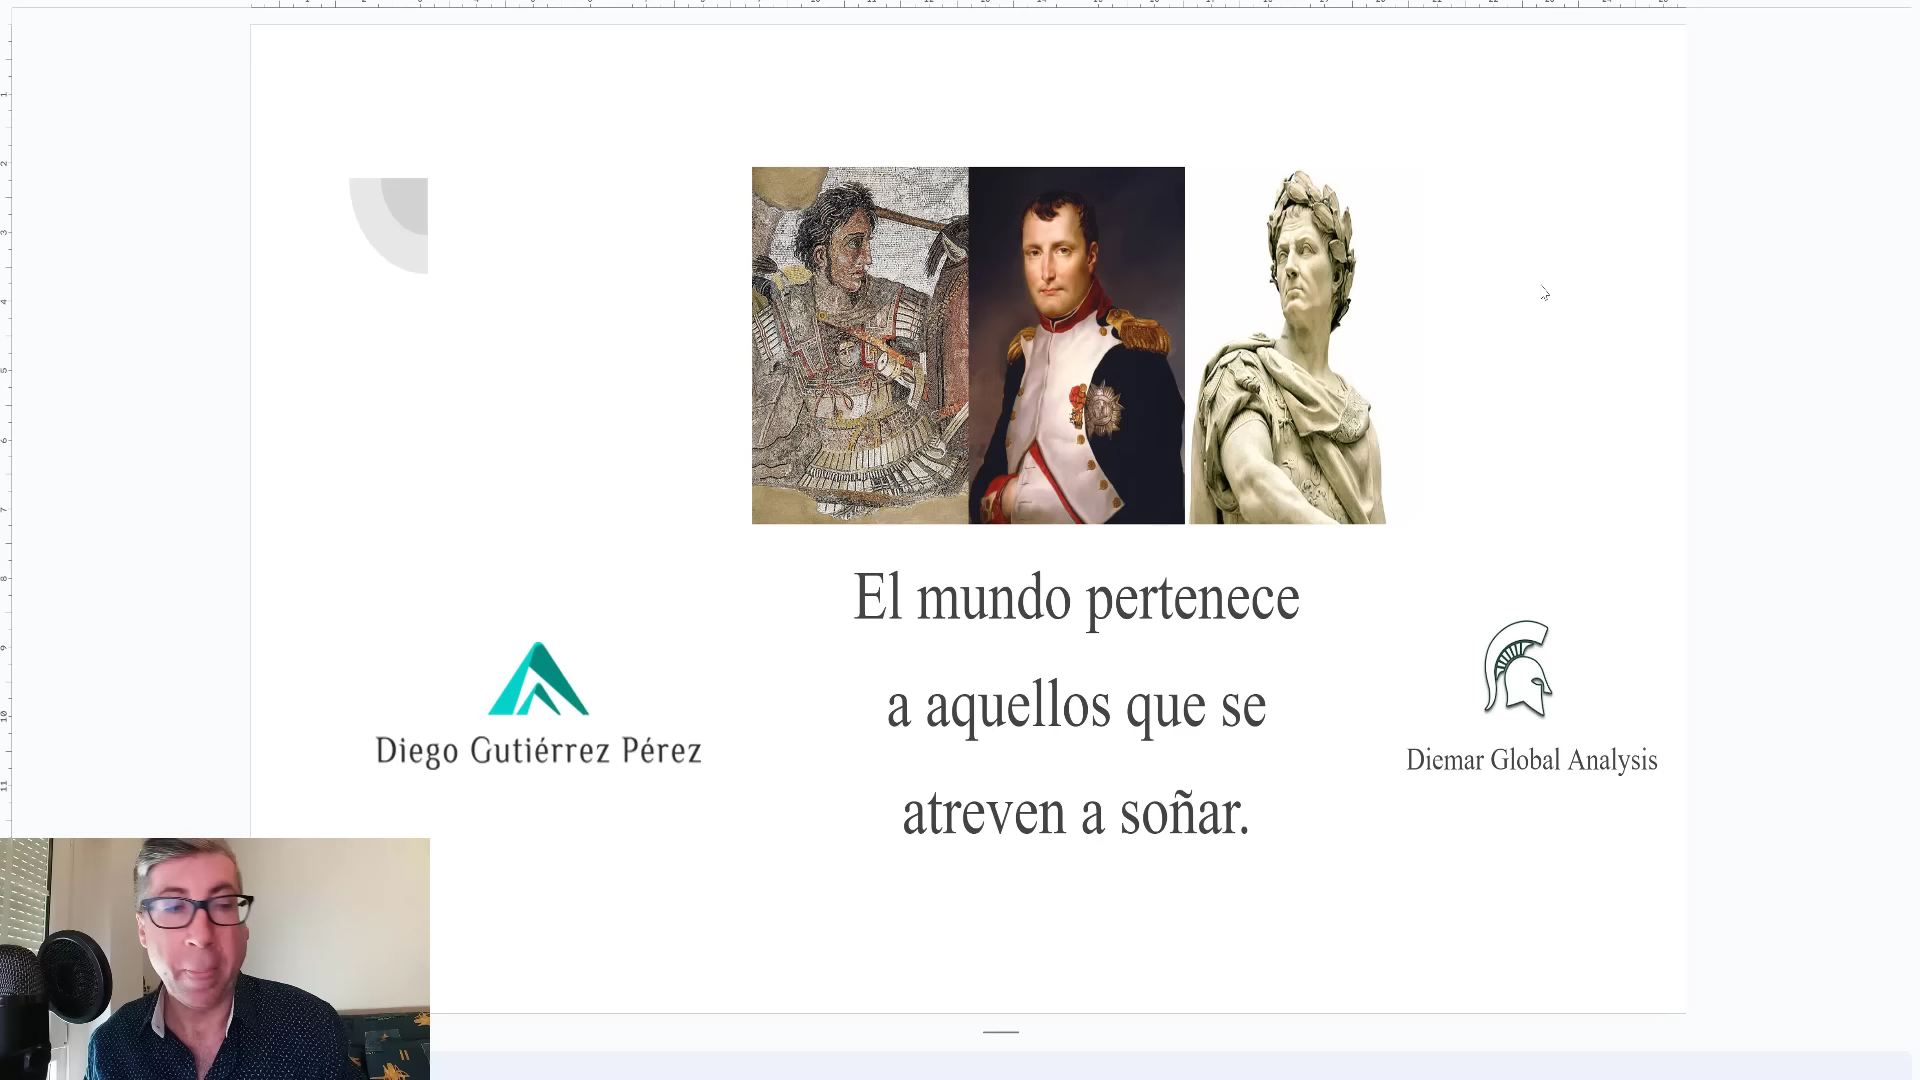 El mundo pertenece
a aquellos que se
atreven a soñar.
Diego Gutiérrez Pérez
Diemar Global Analysis